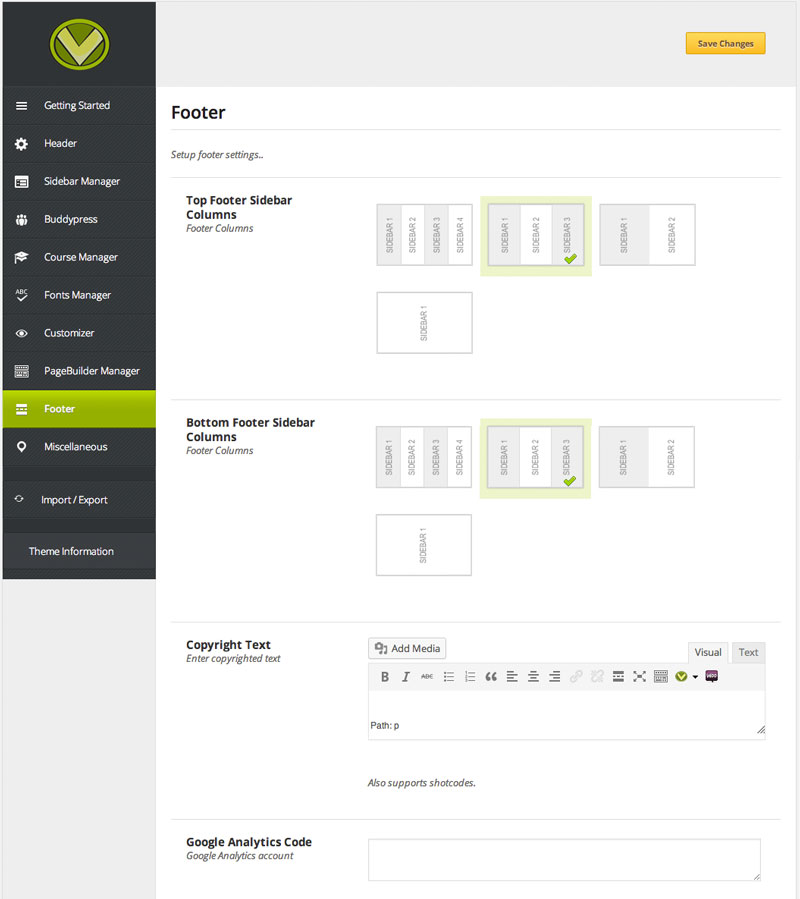 Save Changes
Getting Started
Header
Sidebar Manager
Buddypress
Course Manager
ABC
Fonts Manager
Customizer
PageBuilder Manager
Footer
Miscellaneous
Import / Export
Theme Information
Footer
Setup footer settings..
Top Footer Sidebar
Columns
Footer Columns
SIDEBAR 1
SIDEBAR 2
SIDEBAR 3
SIDEBAR 4
SIDEBAR 1
SIDEBAR 2
SIDEBAR 3
SIDEBAR 1
SIDEBAR 2
SIDEBAR 1
Bottom Footer Sidebar
Columns
Footer Columns
SIDEBAR 1
SIDEBAR 2
SIDEBAR 3
SIDEBAR 4
SIDEBAR 1
SIDEBAR 2
SIDEBAR 3
SIDEBAR 1
SIDEBAR 2
SIDEBAR 1
Copyright Text
Enter copyrighted text
Add Media
Visual Text
B I ABC
Path: p
Also supports shotcodes.
Google Analytics Code
Google Analytics account